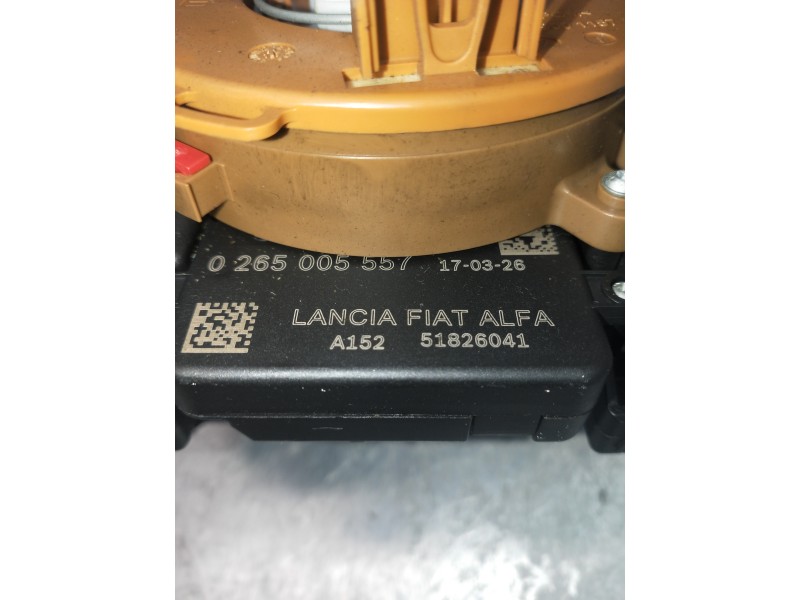 0 265 005 557 17-03-26
LANCIA FIAT ALFA
A152 51826041